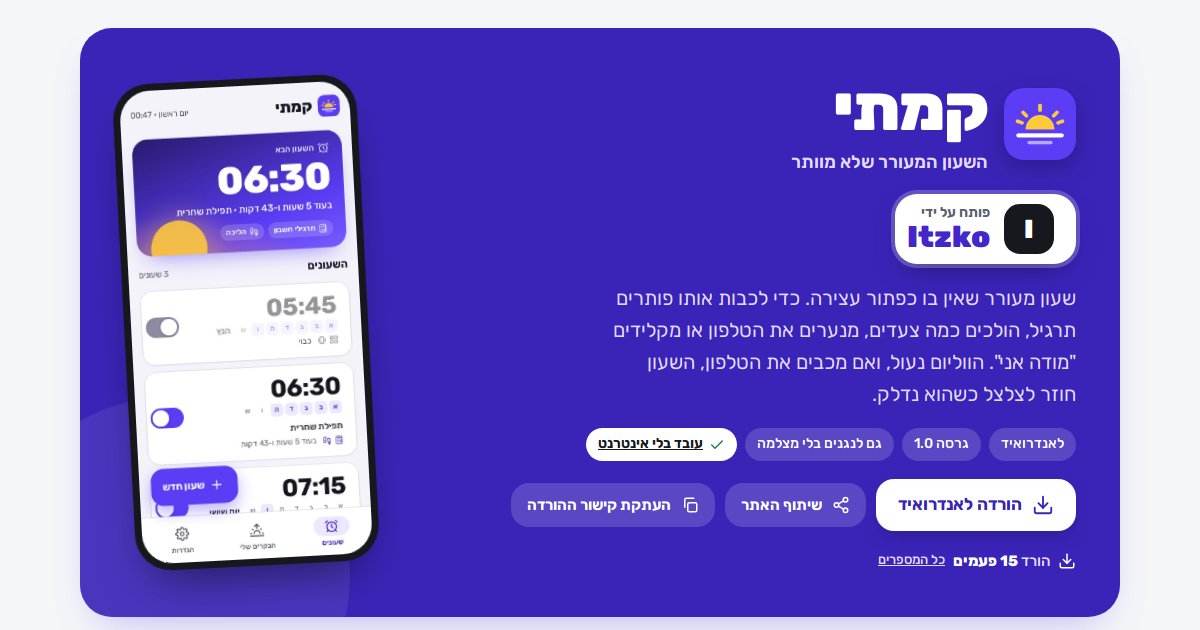 קמתי
השעון המעורר שלא מוותר
פותח על ידי
Itzko
I
שעון מעורר שאין בו כפתור עצירה. כדי לכבות אותו פותרים
תרגיל, הולכים כמה צעדים, מנערים את הטלפון או מקלידים
"מודה אני". הווליום נעול, ואם מכבים את הטלפון, השעון
חוזר לצלצל כשהוא נדלק.
לאנדרואיד
גרסה 1.0
גם לנגנים בלי מצלמה
עובד בלי אינטרנט
הורדה לאנדרואיד
שיתוף האתר
העתקת קישור ההורדה
הורד 15 פעמים כל המספרים
קמתי
יום ראשון • 00:47
השעון הבא
06:30
בעוד 5 שעות ו-43 דקות • תפילת שחרית
תרגילי חשבון
הליכה
השעונים
3 שעונים
05:45
א ב ג ד ה ו ש הנץ
כבוי
06:30
א ב ג ד ה ו ש
תפילת שחרית
בעוד 5 שעות ו-43 דקות
07:15
יום שישי
שעון חדש
שעונים
הבקרים שלי
הגדרות